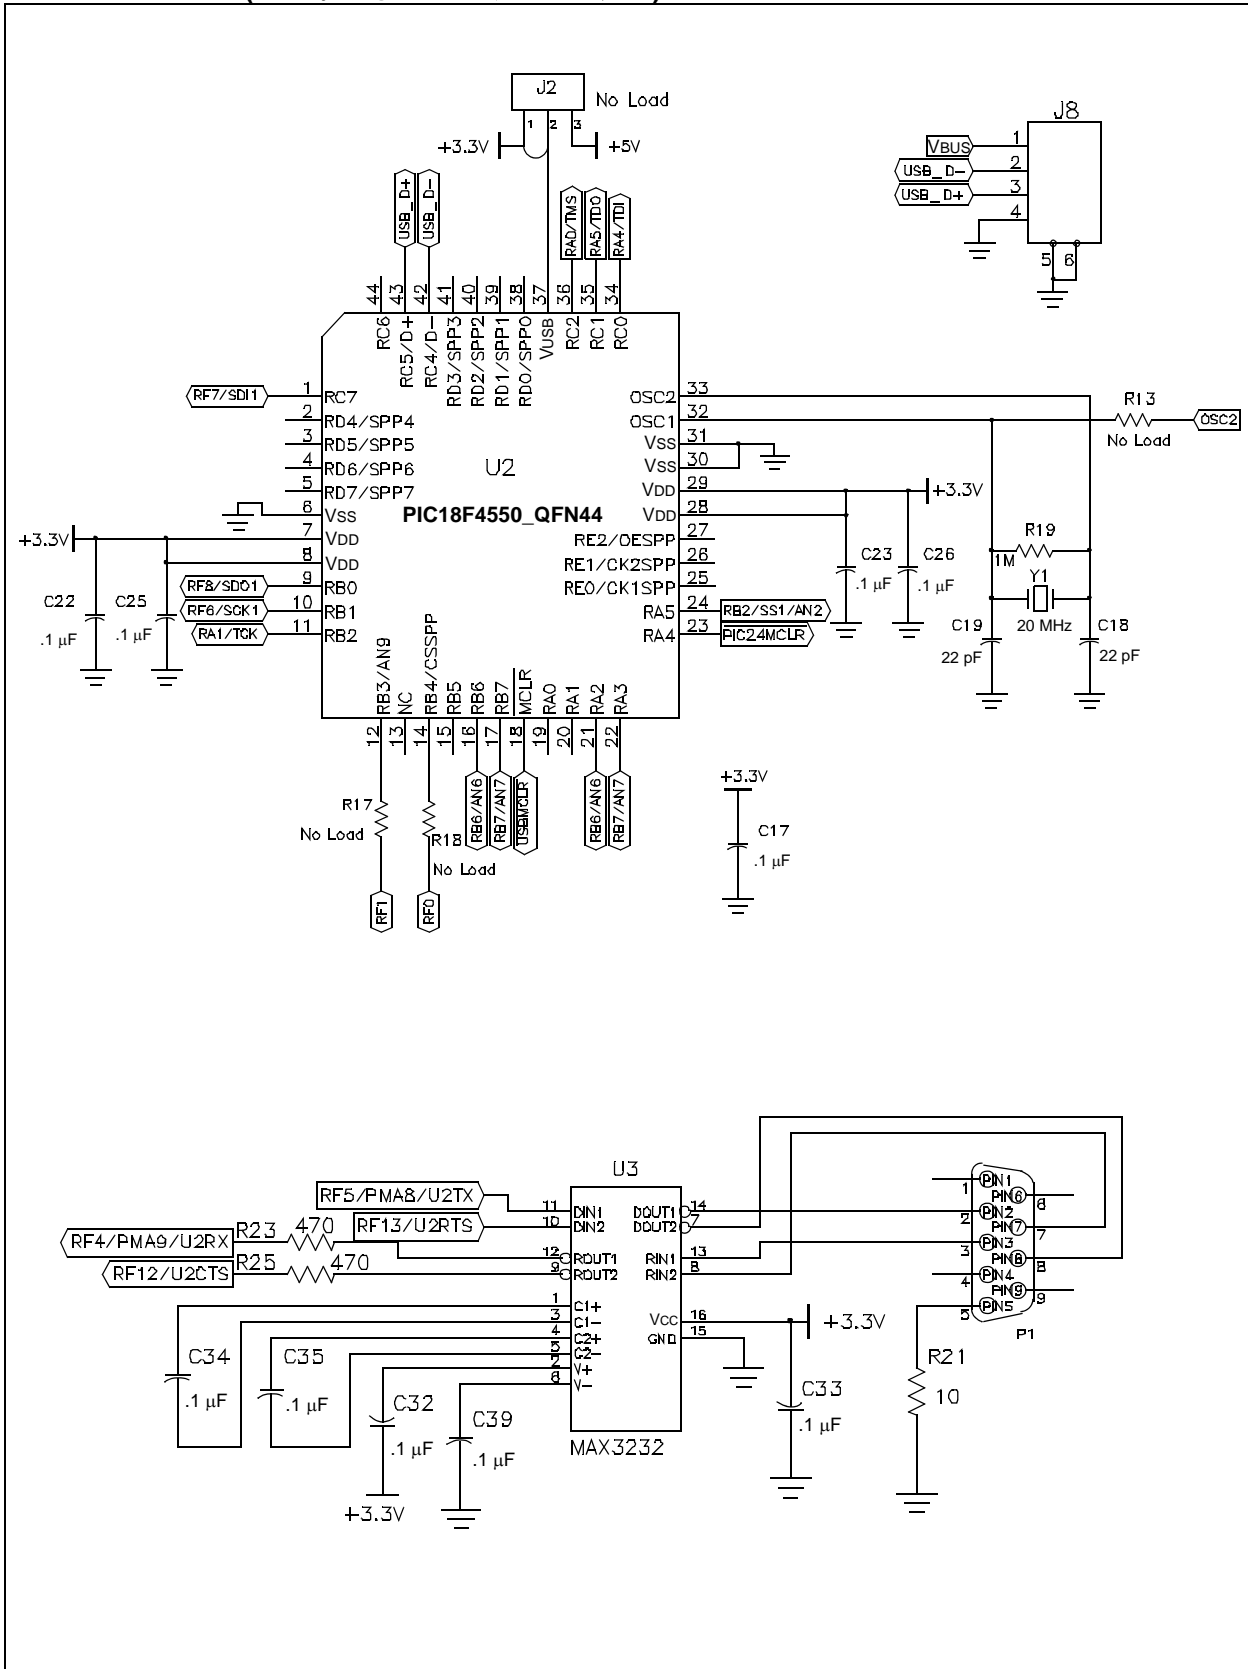 J2
No Load
1 2 3
+3.3V
+5V
J8
VBUS 1
USB_D- 2
USB_D+ 3
4
5 6
USB_D+
USB_D-
RA0/TMS
RA5/TDO
RA4/TDI
44 43 42 41 40 39 38 37 36 35 34
RC6
RC5/D+
RC4/D-
RD3/SPP3
RD2/SPP2
RD1/SPP1
RD0/SPP0
VUSB
RC2
RC1
RC0
RF7/SDI1 1 RC7
2 RD4/SPP4
3 RD5/SPP5
4 RD6/SPP6
5 RD7/SPP7
6 VSS
+3.3V 7 VDD
8 VDD
RF8/SDO1 9 RB0
RF6/SCK1 10 RB1
RA1/TCK 11 RB2
C22
.1 µF
C25
.1 µF
U2
PIC18F4550_QFN44
OSC2 33
OSC1 32
VSS 31
VSS 30
VDD 29
VDD 28
RE2/OESPP 27
RE1/CK2SPP 26
RE0/CK1SPP 25
RA5 24 RB2/SS1/AN2
RA4 23 PIC24MCLR
R13
No Load
OSC2
+3.3V
C23
.1 µF
C26
.1 µF
R19
1M
Y1
20 MHz
C19
22 pF
C18
22 pF
RB3/AN9
NC
RB4/CSSPP
RB5
RB6
RB7
MCLR
RA0
RA1
RA2
RA3
12 13 14 15 16 17 18 19 20 21 22
R17
No Load
R18
No Load
RF1
RF0
RB6/AN6
RB7/AN7
USBMCLR
RB6/AN6
RB7/AN7
+3.3V
C17
.1 µF
U3
RF5/PMA8/U2TX 11 DIN1
RF13/U2RTS 10 DIN2
RF4/PMA9/U2RX R23 470 12 ROUT1
RF12/U2CTS R25 470 9 ROUT2
1 C1+
3 C1-
4 C2+
5 C2-
2 V+
6 V-
DOUT1 14
DOUT2 7
RIN1 13
RIN2 8
VCC 16
GND 15
+3.3V
MAX3232
C34
.1 µF
C35
.1 µF
C32
.1 µF
+3.3V
C39
.1 µF
C33
.1 µF
1 PIN1
PIN6 6
2 PIN2
PIN7 7
3 PIN3
PIN8 8
4 PIN4
PIN9 9
5 PIN5
P1
R21
10